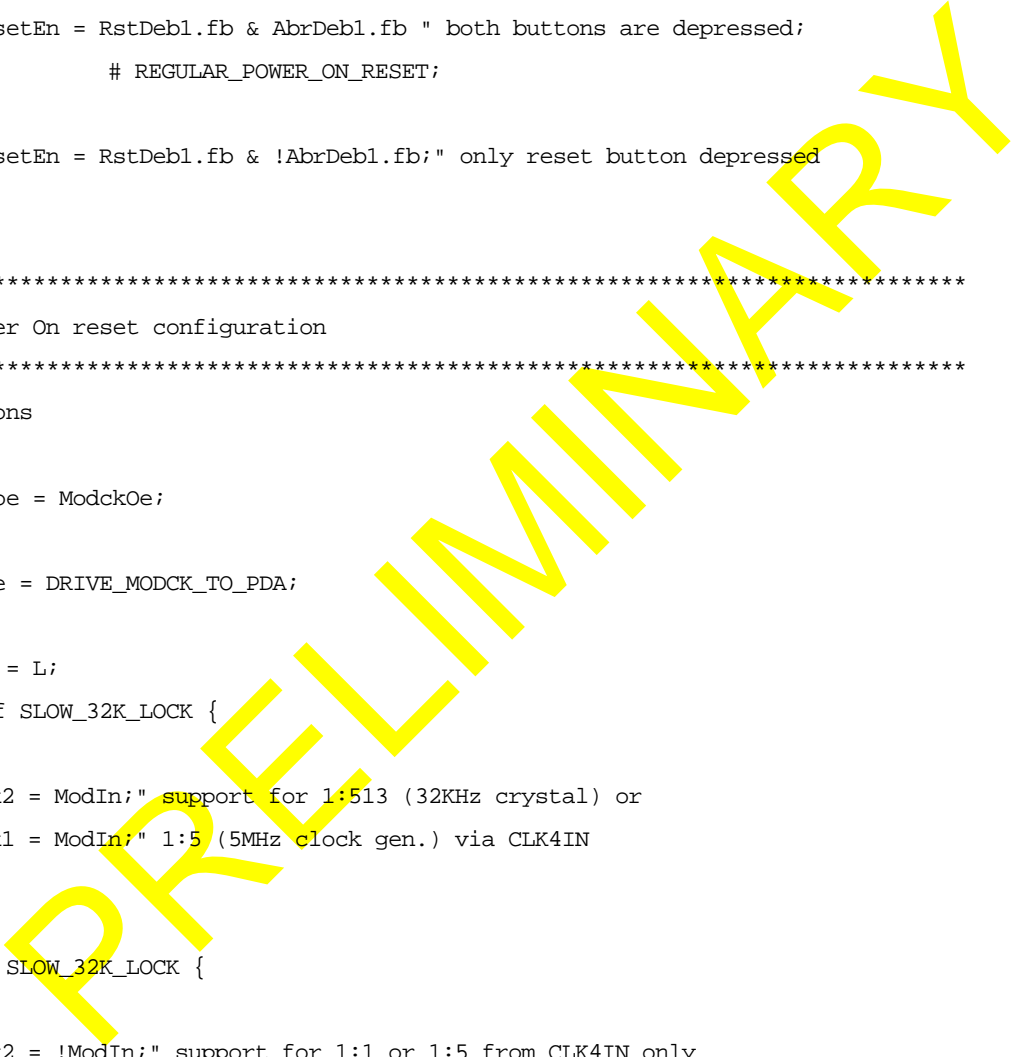 setEn = RstDeb1.fb & AbrDeb1.fb " both buttons are depressed;
# REGULAR_POWER_ON_RESET;
setEn = RstDeb1.fb & !AbrDeb1.fb;" only reset button depressed
*************************************************************************
er On reset configuration
*************************************************************************
ons
oe = ModckOe;
e = DRIVE_MODCK_TO_PDA;
= L;
f SLOW_32K_LOCK {
2 = ModIn;" support for 1:513 (32KHz crystal) or
1 = ModIn;" 1:5 (5MHz clock gen.) via CLK4IN
SLOW_32K_LOCK {
2 = !ModIn;" support for 1:1 or 1:5 from CLK4IN only
PRELIMINARY